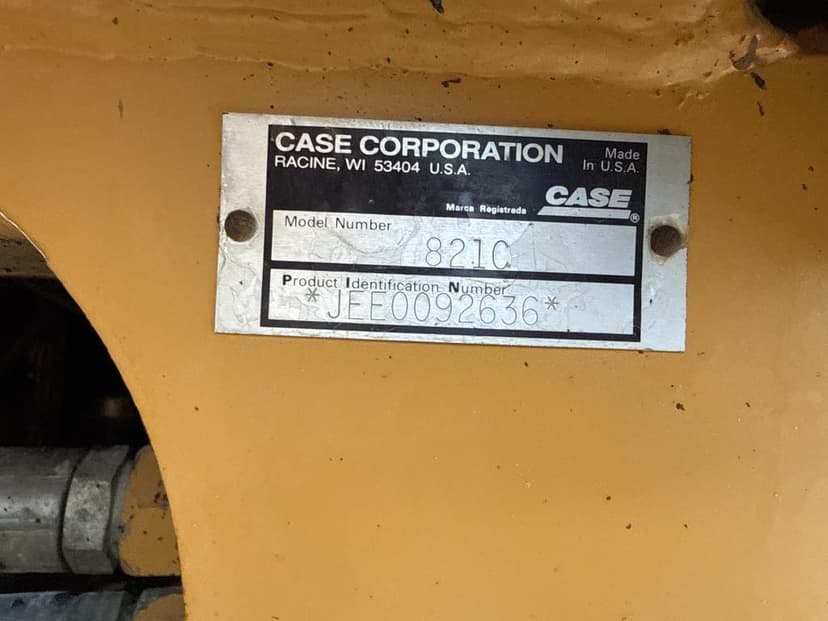 CASE CORPORATION
RACINE, WI 53404 U.S.A.
Made
In U.S.A.
Marca Registrada
CASE®
Model Number
821C
Product Identification Number
*JEE0092636*